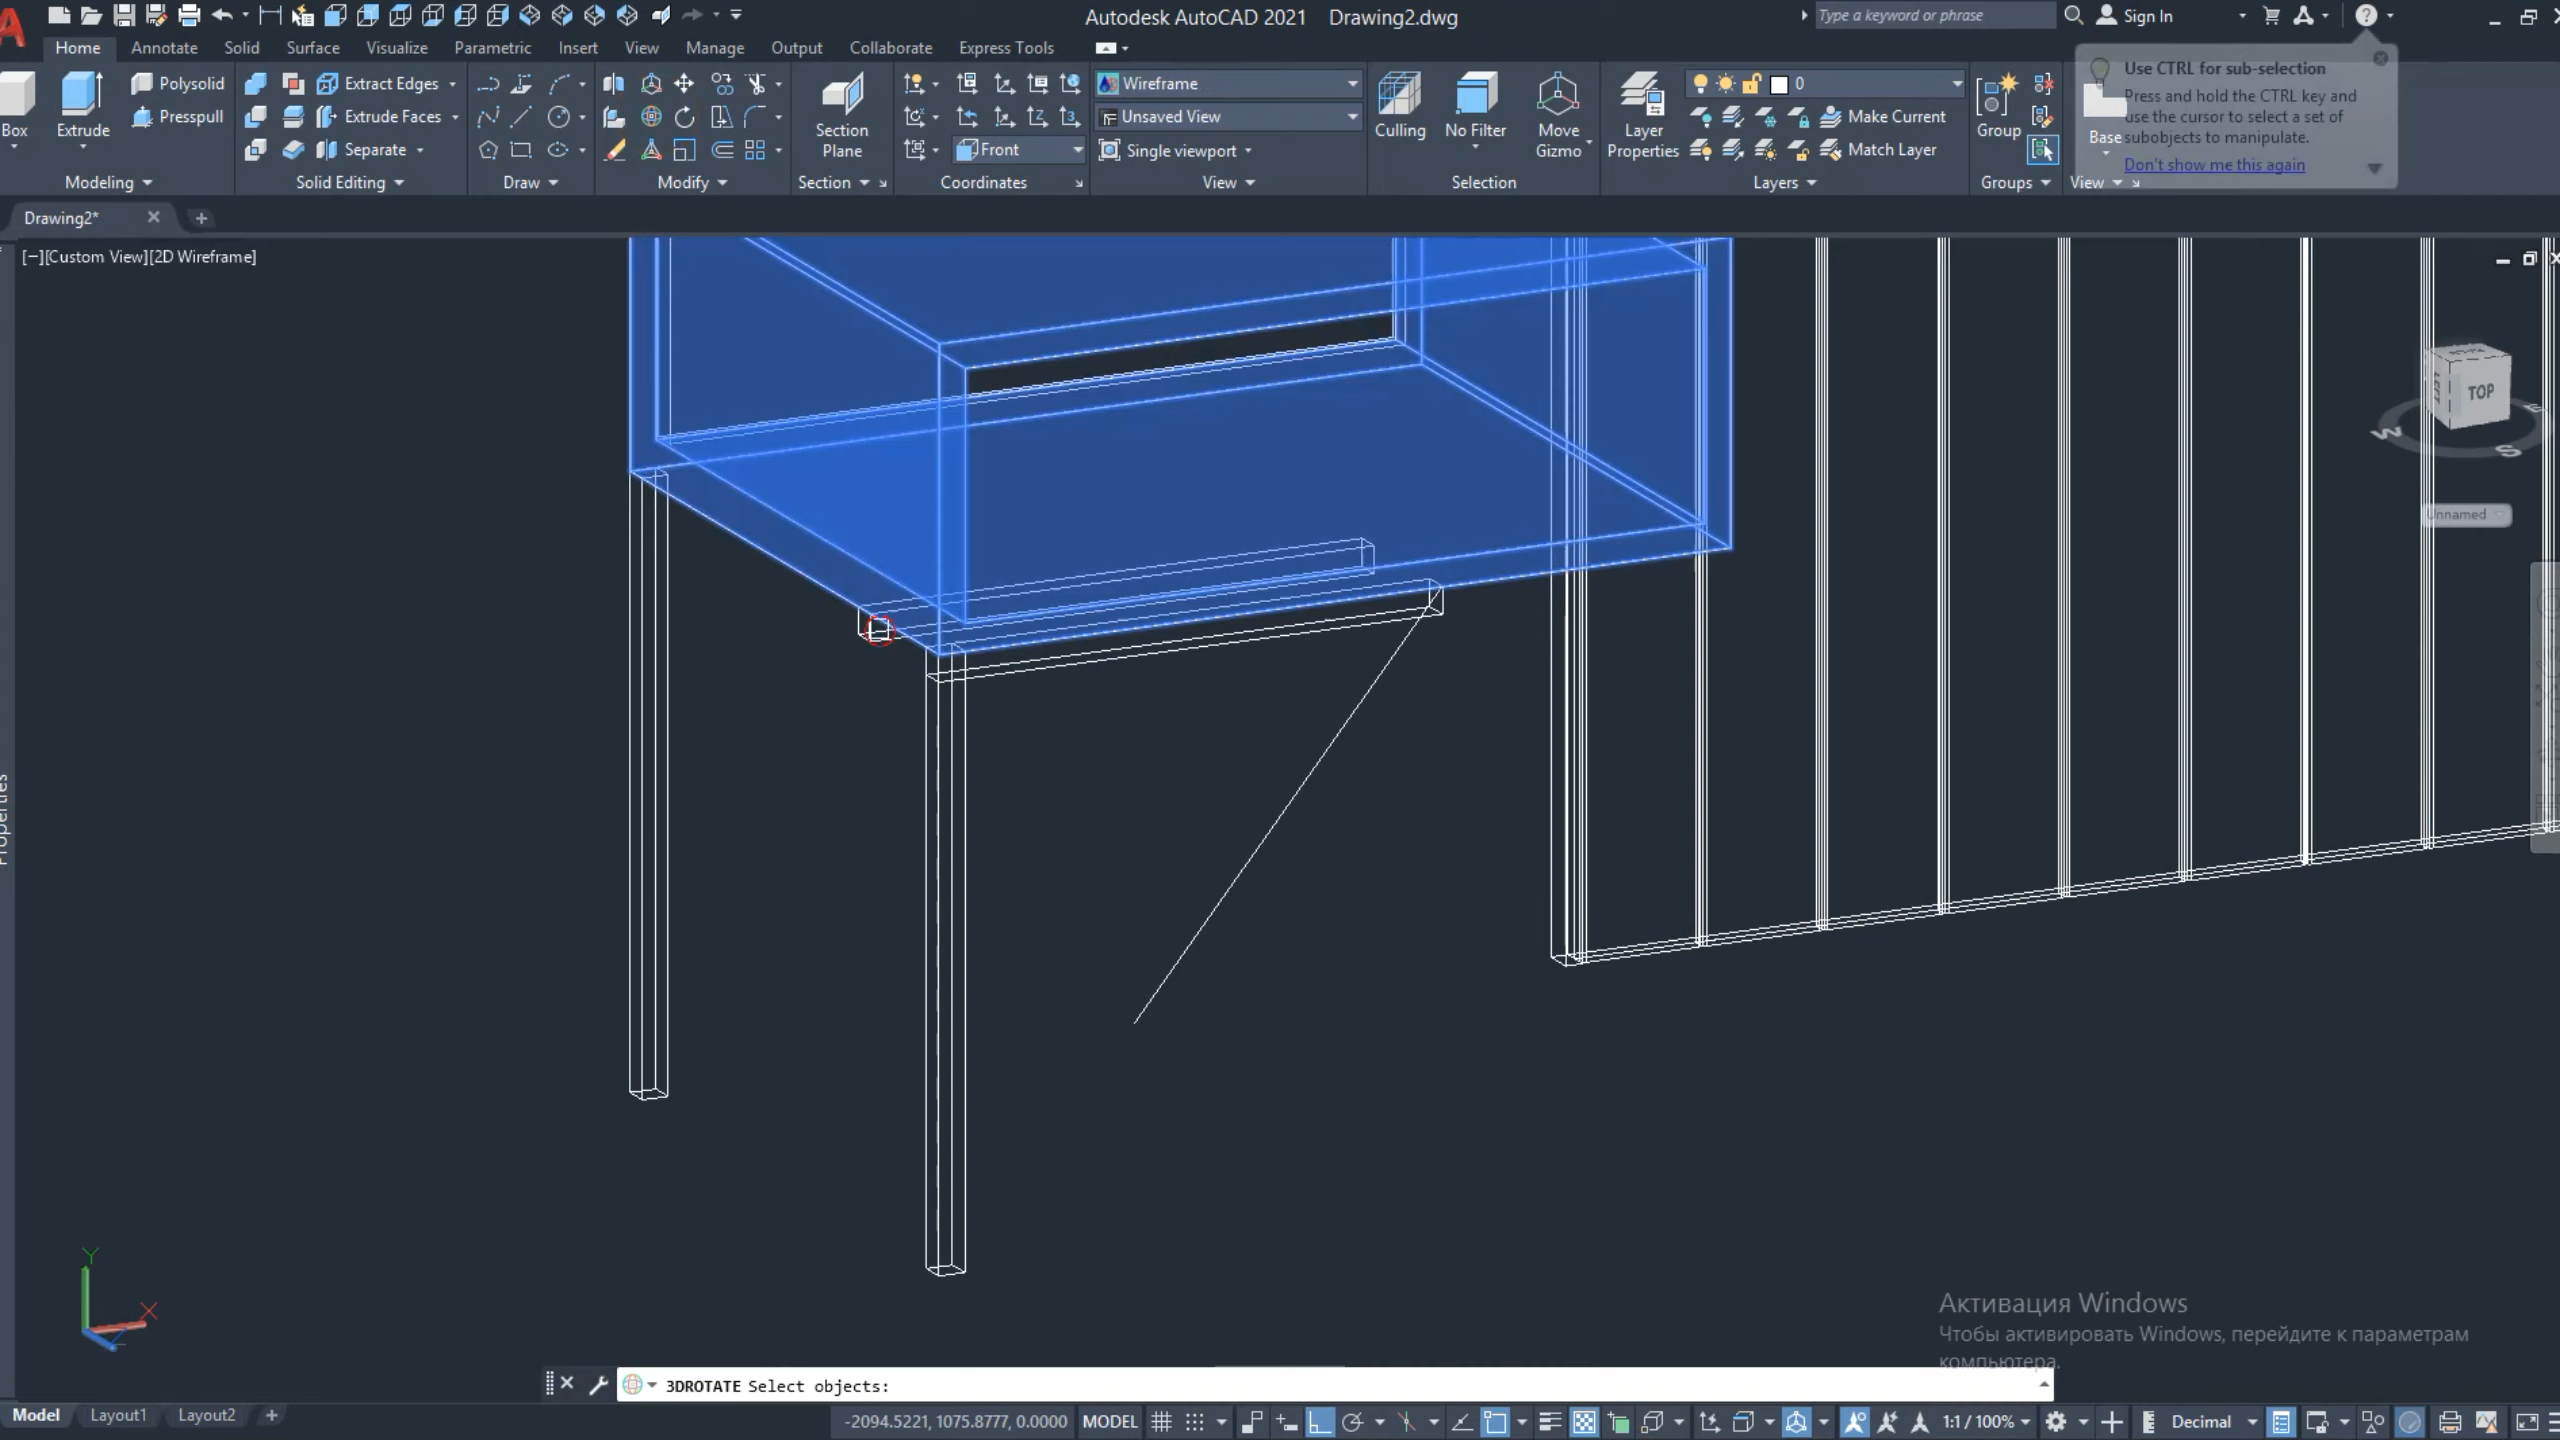 Autodesk AutoCAD 2021 Drawing2.dwg
Type a keyword or phrase
Sign In
Home Annotate Solid Surface Visualize Parametric Insert View Manage Output Collaborate Express Tools
Box
Extrude
Polysolid
Presspull
Extract Edges
Extrude Faces
Separate
Section
Plane
Front
Wireframe
Unsaved View
Single viewport
Culling
No Filter
Move
Gizmo
Layer
Properties
0
Make Current
Match Layer
Group
Base
Use CTRL for sub-selection
Press and hold the CTRL key and
use the cursor to select a set of
subobjects to manipulate.
Don't show me this again
Modeling Solid Editing Draw Modify Section Coordinates View Selection Layers Groups View
Drawing2*
[−][Custom View][2D Wireframe]
TOP
LEFT
W
S
E
Unnamed
Properties
Y
X
Активация Windows
Чтобы активировать Windows, перейдите к параметрам
компьютера.
3DROTATE Select objects:
Model Layout1 Layout2
-2094.5221, 1075.8777, 0.0000 MODEL 1:1 / 100% Decimal